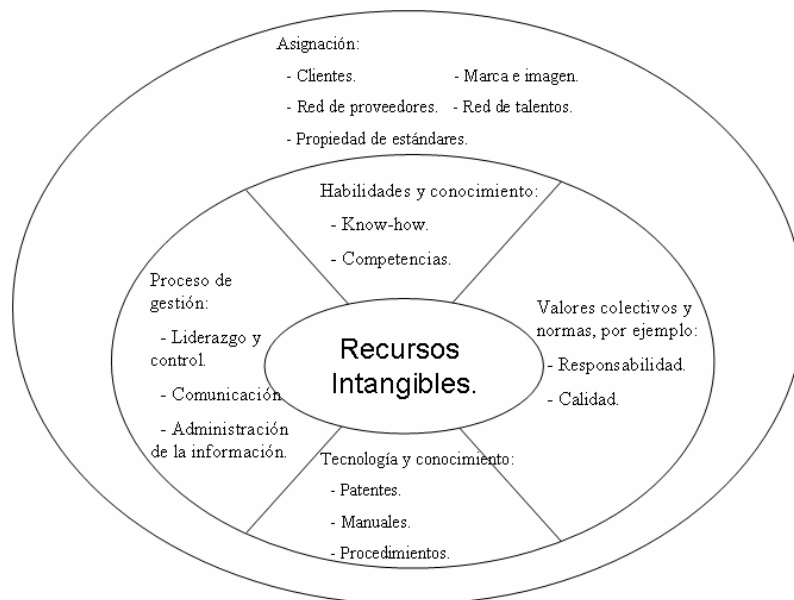 Asignación:
- Clientes. - Marca e imagen.
- Red de proveedores. - Red de talentos.
- Propiedad de estándares.
Habilidades y conocimiento:
- Know-how.
- Competencias.
Proceso de
gestión:
- Liderazgo y
control.
- Comunicación
- Administración
de la información.
Recursos
Intangibles.
Valores colectivos y
normas, por ejemplo:
- Responsabilidad.
- Calidad.
Tecnología y conocimiento:
- Patentes.
- Manuales.
- Procedimientos.